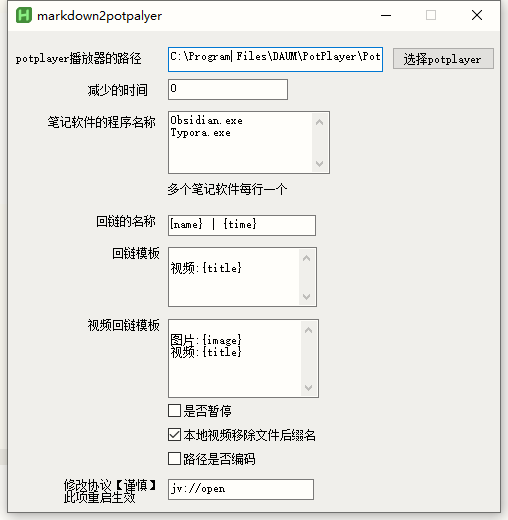 markdown2potpalyer
potplayer播放器的路径 C:\Program Files\DAUM\PotPlayer\Pot 选择potplayer
减少的时间 0
笔记软件的程序名称 Obsidian.exe
Typora.exe
多个笔记软件每行一个
回链的名称 {name} | {time}
回链模板
视频:{title}
视频回链模板
图片:{image}
视频:{title}
是否暂停
本地视频移除文件后缀名
路径是否编码
修改协议【谨慎】 jv://open
此项重启生效